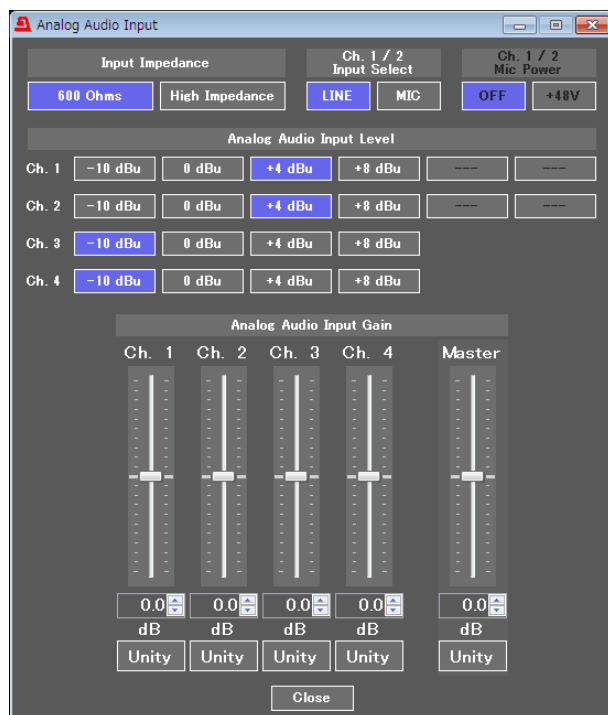 Analog Audio Input
Input Impedance
Ch. 1 / 2
Input Select
Ch. 1 / 2
Mic Power
600 Ohms High Impedance LINE MIC OFF +48V
Analog Audio Input Level
Ch. 1 -10 dBu 0 dBu +4 dBu +8 dBu --- ---
Ch. 2 -10 dBu 0 dBu +4 dBu +8 dBu --- ---
Ch. 3 -10 dBu 0 dBu +4 dBu +8 dBu
Ch. 4 -10 dBu 0 dBu +4 dBu +8 dBu
Analog Audio Input Gain
Ch. 1 Ch. 2 Ch. 3 Ch. 4 Master
0.0 0.0 0.0 0.0 0.0
dB dB dB dB dB
Unity Unity Unity Unity Unity
Close